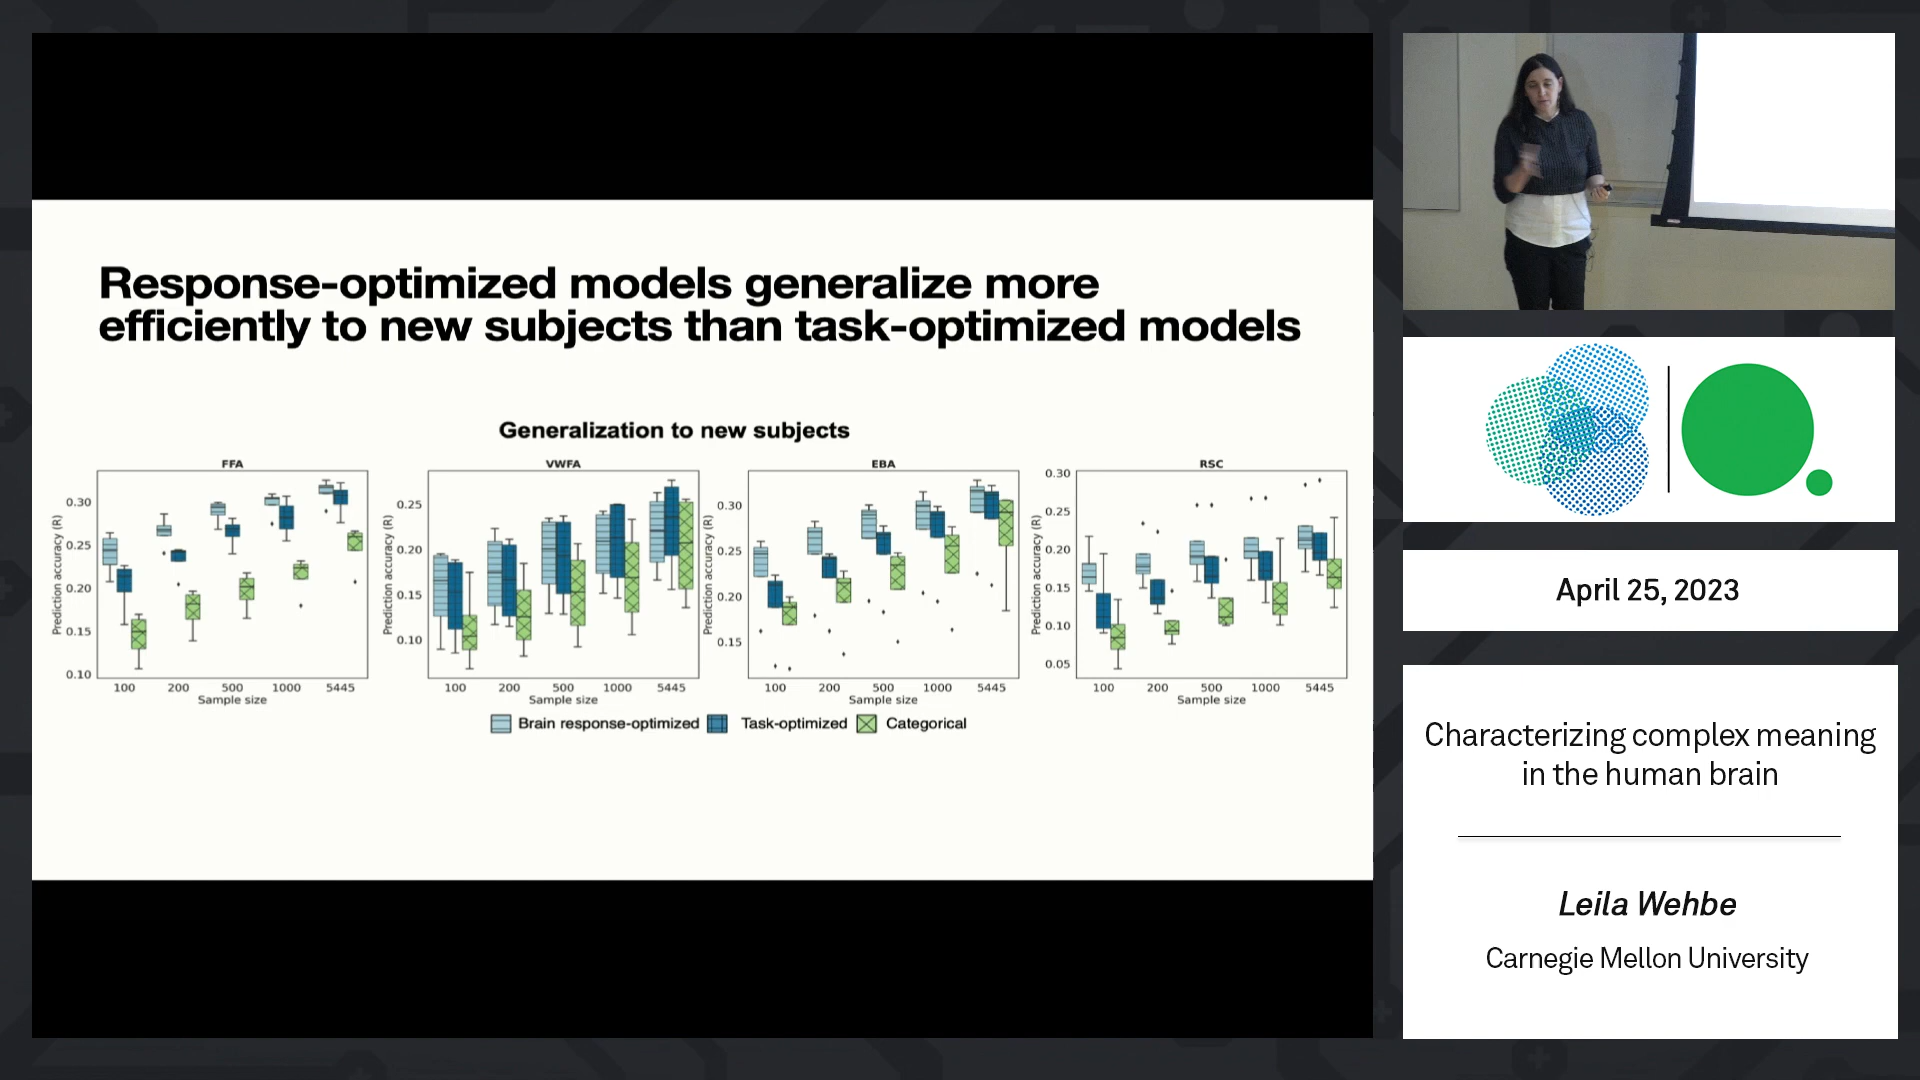 Response-optimized models generalize more
efficiently to new subjects than task-optimized models
Generalization to new subjects
FFA
Prediction accuracy (R)
0.30
0.25
0.20
0.15
0.10
100 200 500 1000 5445
Sample size
VWFA
Prediction accuracy (R)
0.25
0.20
0.15
0.10
100 200 500 1000 5445
Sample size
EBA
Prediction accuracy (R)
0.30
0.25
0.20
0.15
100 200 500 1000 5445
Sample size
RSC
Prediction accuracy (R)
0.30
0.25
0.20
0.15
0.10
0.05
100 200 500 1000 5445
Sample size
Brain response-optimized Task-optimized Categorical
April 25, 2023
Characterizing complex meaning
in the human brain
Leila Wehbe
Carnegie Mellon University